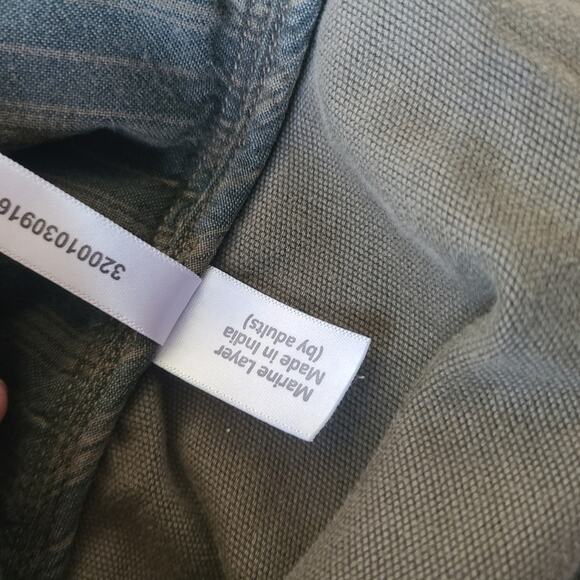 Marine Layer
Made in India
(by adults)
32001030916